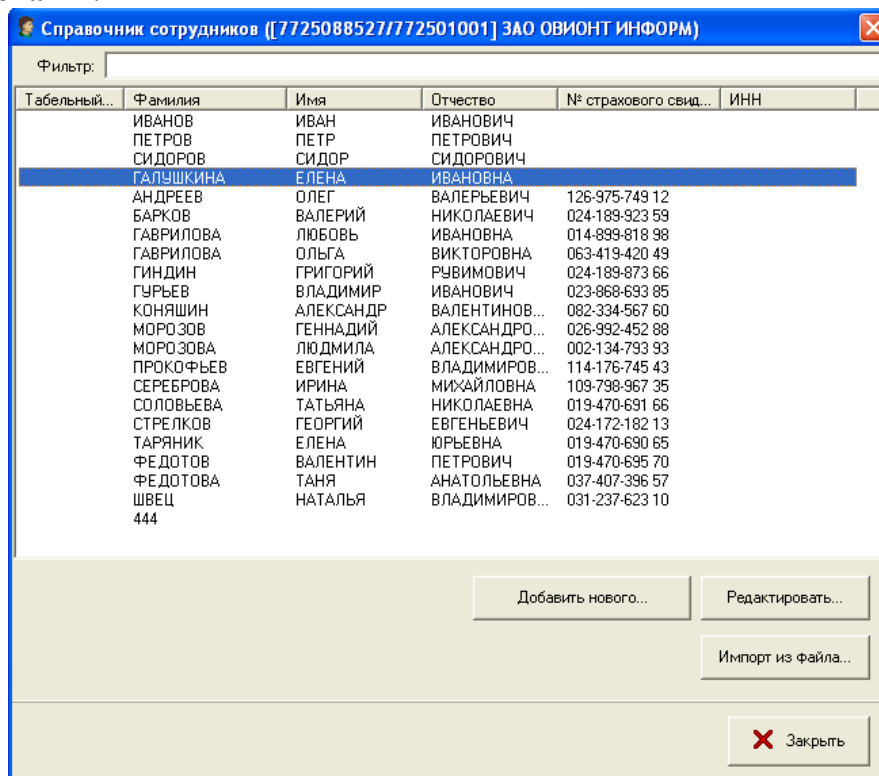 Справочник сотрудников ([7725088527/772501001] ЗАО ОВИОНТ ИНФОРМ)
Фильтр:
Табельный... Фамилия Имя Отчество № страхового свид... ИНН
ИВАНОВ ИВАН ИВАНОВИЧ
ПЕТРОВ ПЕТР ПЕТРОВИЧ
СИДОРОВ СИДОР СИДОРОВИЧ
ГАЛУШКИНА ЕЛЕНА ИВАНОВНА
АНДРЕЕВ ОЛЕГ ВАЛЕРЬЕВИЧ 126-975-749 12
БАРКОВ ВАЛЕРИЙ НИКОЛАЕВИЧ 024-189-923 59
ГАВРИЛОВА ЛЮБОВЬ ИВАНОВНА 014-899-818 98
ГАВРИЛОВА ОЛЬГА ВИКТОРОВНА 063-419-420 49
ГИНДИН ГРИГОРИЙ РУВИМОВИЧ 024-189-873 66
ГУРЬЕВ ВЛАДИМИР ИВАНОВИЧ 023-868-693 85
КОНЯШИН АЛЕКСАНДР ВАЛЕНТИНОВ... 082-334-567 60
МОРОЗОВ ГЕННАДИЙ АЛЕКСАНДРО... 026-992-452 88
МОРОЗОВА ЛЮДМИЛА АЛЕКСАНДРО... 002-134-793 93
ПРОКОФЬЕВ ЕВГЕНИЙ ВЛАДИМИРОВ... 114-176-745 43
СЕРЕБРОВА ИРИНА МИХАЙЛОВНА 109-798-967 35
СОЛОВЬЕВА ТАТЬЯНА НИКОЛАЕВНА 019-470-691 66
СТРЕЛКОВ ГЕОРГИЙ ЕВГЕНЬЕВИЧ 024-172-182 13
ТАРЯНИК ЕЛЕНА ЮРЬЕВНА 019-470-690 65
ФЕДОТОВ ВАЛЕНТИН ПЕТРОВИЧ 019-470-695 70
ФЕДОТОВА ТАНЯ АНАТОЛЬЕВНА 037-407-396 57
ШВЕЦ НАТАЛЬЯ ВЛАДИМИРОВ... 031-237-623 10
444
Добавить нового... Редактировать...
Импорт из файла...
Закрыть